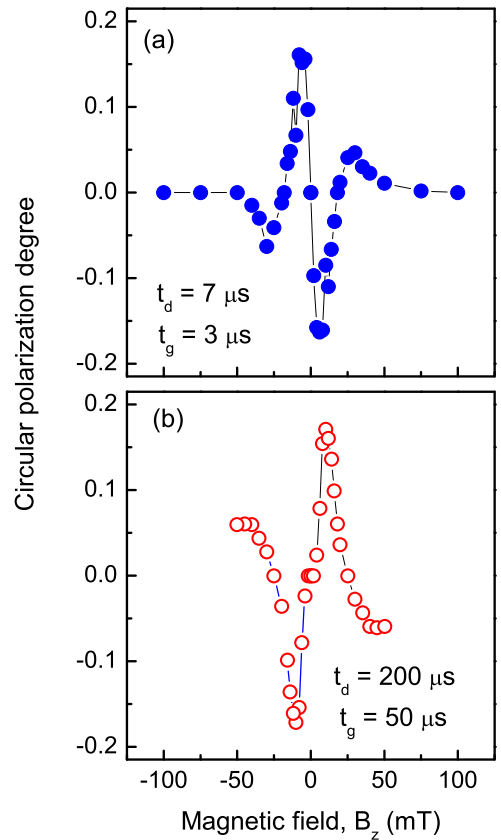 (a)
0.2
0.1
0.0
-0.1
-0.2
t_d = 7 μs
t_g = 3 μs
Circular polarization degree
(b)
0.2
0.1
0.0
-0.1
-0.2
t_d = 200 μs
t_g = 50 μs
-100 -50 0 50 100
Magnetic field, B_z (mT)